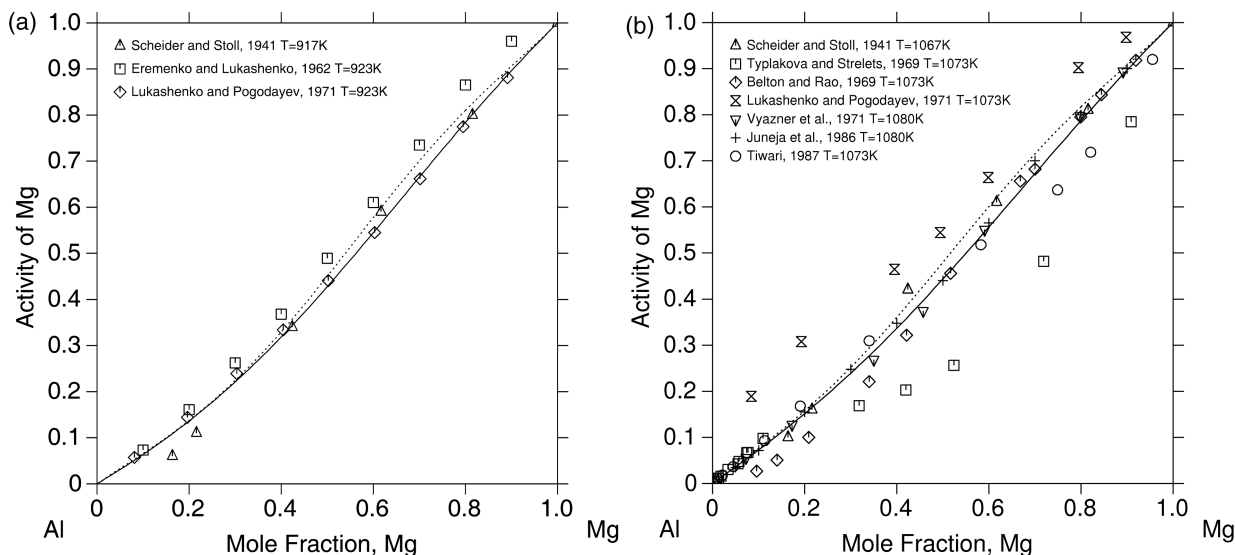 (a)
1.0
0.9
0.8
0.7
0.6
0.5
0.4
0.3
0.2
0.1
0
Activity of Mg
Scheider and Stoll, 1941 T=917K
Eremenko and Lukashenko, 1962 T=923K
Lukashenko and Pogodayev, 1971 T=923K
0 0.2 0.4 0.6 0.8 1.0
Al Mg
Mole Fraction, Mg
(b)
1.0
0.9
0.8
0.7
0.6
0.5
0.4
0.3
0.2
0.1
0
Activity of Mg
Scheider and Stoll, 1941 T=1067K
Typlakova and Strelets, 1969 T=1073K
Belton and Rao, 1969 T=1073K
Lukashenko and Pogodayev, 1971 T=1073K
Vyazner et al., 1971 T=1080K
Juneja et al., 1986 T=1080K
Tiwari, 1987 T=1073K
0 0.2 0.4 0.6 0.8 1.0
Al Mg
Mole Fraction, Mg